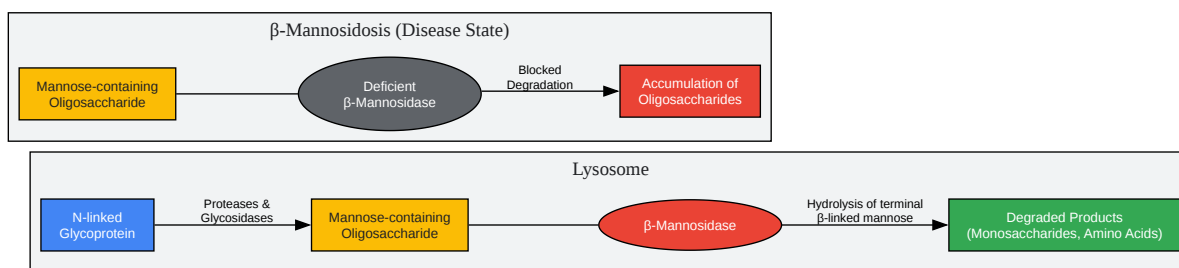 β-Mannosidosis (Disease State)
Mannose-containing
Oligosaccharide
Deficient
β-Mannosidase
Blocked
Degradation
Accumulation of
Oligosaccharides
Lysosome
N-linked
Glycoprotein
Proteases &
Glycosidases
Mannose-containing
Oligosaccharide
β-Mannosidase
Hydrolysis of terminal
β-linked mannose
Degraded Products
(Monosaccharides, Amino Acids)